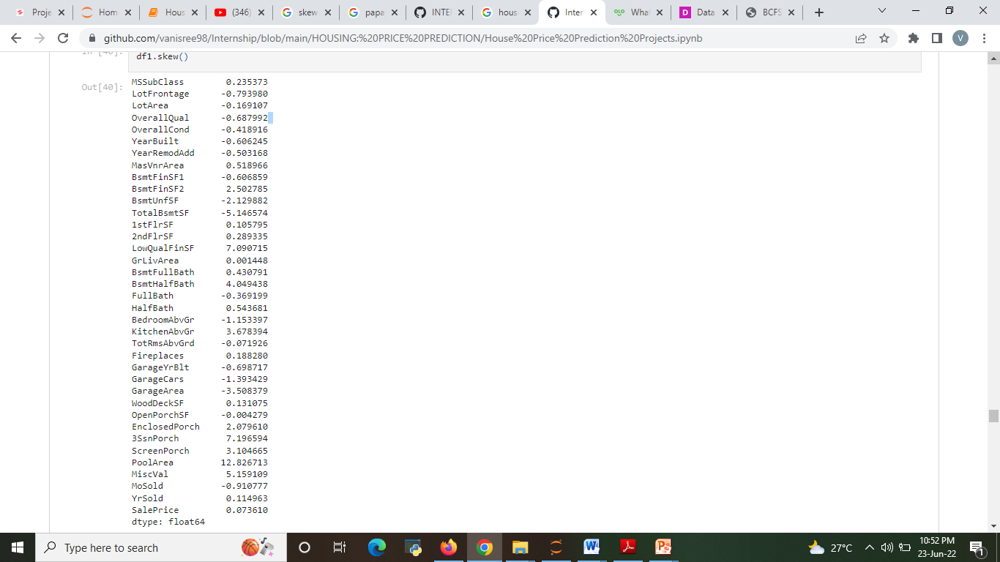 Proje
Hom
Hous
(346)
skew
papa
INTE
hous
Inter
What
Data
BCFS
github.com/vanisree98/Internship/blob/main/HOUSING:%20PRICE%20PREDICTION/House%20Price%20Prediction%20Projects.ipynb
V
In [40]:
df1.skew()
Out[40]:
MSSubClass 0.235373
LotFrontage -0.793980
LotArea -0.169107
OverallQual -0.687992
OverallCond -0.418916
YearBuilt -0.606245
YearRemodAdd -0.503168
MasVnrArea 0.518966
BsmtFinSF1 -0.606859
BsmtFinSF2 2.502785
BsmtUnfSF -2.129882
TotalBsmtSF -5.146574
1stFlrSF 0.105795
2ndFlrSF 0.289335
LowQualFinSF 7.090715
GrLivArea 0.001448
BsmtFullBath 0.430791
BsmtHalfBath 4.049438
FullBath -0.369199
HalfBath 0.543681
BedroomAbvGr -1.153397
KitchenAbvGr 3.678394
TotRmsAbvGrd -0.071926
Fireplaces 0.188280
GarageYrBlt -0.698717
GarageCars -1.393429
GarageArea -3.508379
WoodDeckSF 0.131075
OpenPorchSF -0.004279
EnclosedPorch 2.079610
3SsnPorch 7.196594
ScreenPorch 3.104665
PoolArea 12.826713
MiscVal 5.159109
MoSold -0.910777
YrSold 0.114963
SalePrice 0.073610
dtype: float64
Type here to search
27°C
10:52 PM
23-Jun-22
1